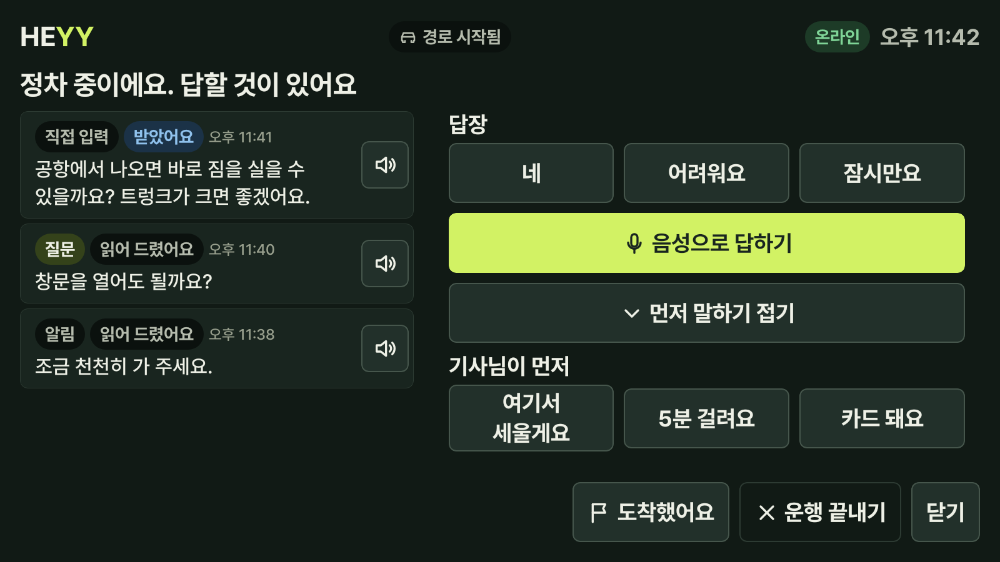 HEYY
경로 시작됨
온라인 오후 11:42
정차 중이에요. 답할 것이 있어요
직접 입력 받았어요 오후 11:41
공항에서 나오면 바로 짐을 실을 수
있을까요? 트렁크가 크면 좋겠어요.
질문 읽어 드렸어요 오후 11:40
창문을 열어도 될까요?
알림 읽어 드렸어요 오후 11:38
조금 천천히 가 주세요.
답장
네 어려워요 잠시만요
음성으로 답하기
먼저 말하기 접기
기사님이 먼저
여기서
세울게요
5분 걸려요 카드 돼요
도착했어요 운행 끝내기 닫기